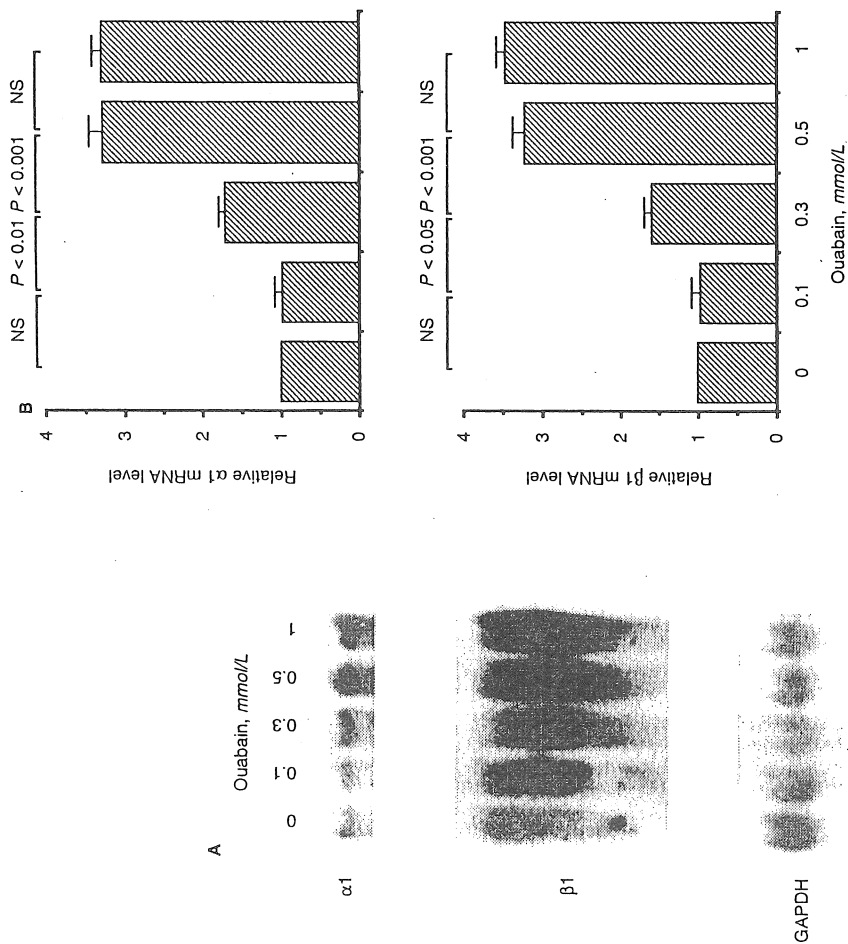 A
Ouabain, mmol/L
0 0.1 0.3 0.5 1
α1
β1
GAPDH
B
NS P < 0.01 P < 0.001 NS
4
3
2
1
0
Relative α1 mRNA level
NS P < 0.05 P < 0.001 NS
4
3
2
1
0
Relative β1 mRNA level
0 0.1 0.3 0.5 1
Ouabain, mmol/L